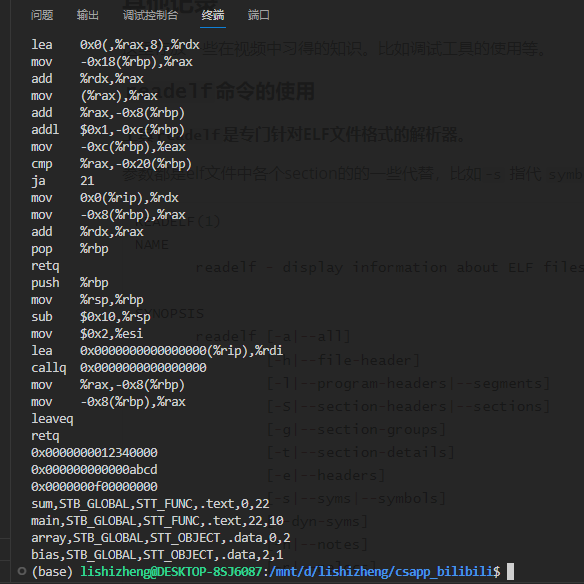 问题 输出 调试控制台 终端 端口
些在视频中习得的知识。比如调试工具的使用等。
lea 0x0(,%rax,8),%rdx
mov -0x18(%rbp),%rax
add %rdx,%rax
readelf 命令的使用
mov (%rax),%rax
add %rax,-0x8(%rbp)
addl $0x1,-0xc(%rbp)
elf 是专门针对ELF文件格式的解析器。
mov -0xc(%rbp),%eax
cmp %rax,-0x20(%rbp)
参数都是elf文件中各个section的的一些代替，比如 -s 指代 symb
ja 21
mov 0x0(%rip),%rdx
mov -0x8(%rbp),%rax
READELF(1)
add %rdx,%rax
NAME
pop %rbp
readelf - display information about ELF files
retq
push %rbp
mov %rsp,%rbp
SYNOPSIS
sub $0x10,%rsp
readelf [-a|--all]
mov $0x2,%esi
[-h|--file-header]
lea 0x0000000000000000(%rip),%rdi
callq 0x0000000000000000
[-l|--program-headers|--segments]
mov %rax,-0x8(%rbp)
[-S|--section-headers|--sections]
mov -0x8(%rbp),%rax
[-g|--section-groups]
leaveq
retq
[-t|--section-details]
0x0000000012340000
[-e|--headers]
0x000000000000abcd
0x0000000f00000000
[-s|--syms|--symbols]
sum,STB_GLOBAL,STT_FUNC,.text,0,22
main,STB_GLOBAL,STT_FUNC,.text,22,10
dyn-syms]
array,STB_GLOBAL,STT_OBJECT,.data,0,2
notes]
bias,STB_GLOBAL,STT_OBJECT,.data,2,1
(base) lishizheng@DESKTOP-8SJ6087:/mnt/d/lishizheng/csapp_bilibili$